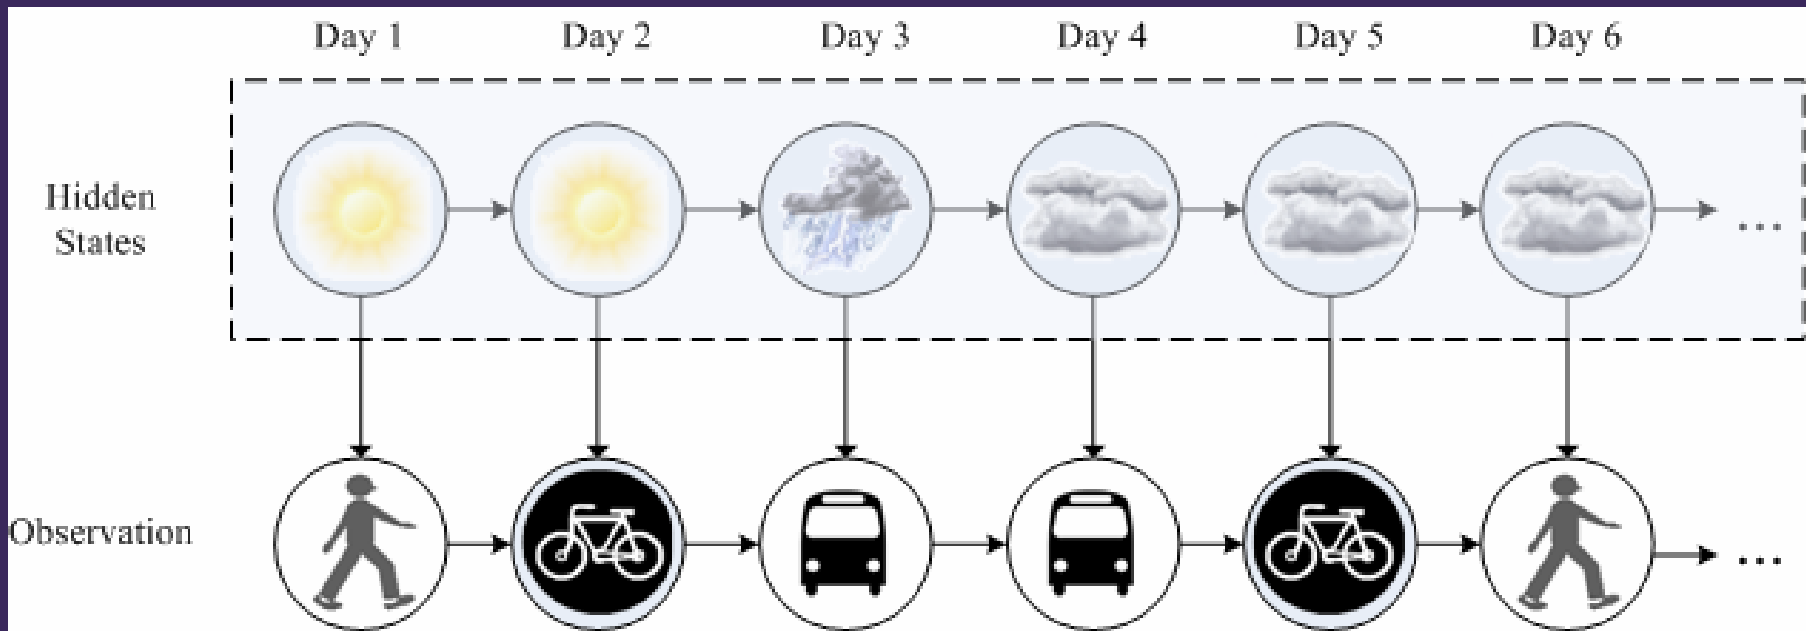 Day 1
Day 2
Day 3
Day 4
Day 5
Day 6
Hidden
States
...
Observation
...